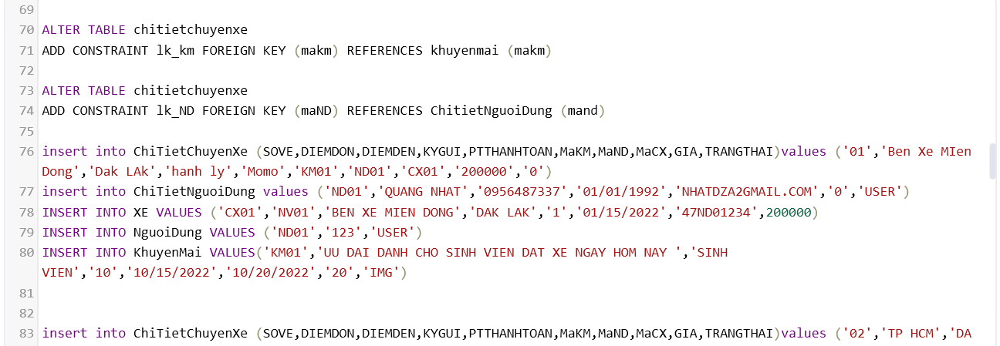 69
70 ALTER TABLE chitietchuyenxe
71 ADD CONSTRAINT lk_km FOREIGN KEY (makm) REFERENCES khuyenmai (makm)
72
73 ALTER TABLE chitietchuyenxe
74 ADD CONSTRAINT lk_ND FOREIGN KEY (maND) REFERENCES ChitietNguoiDung (mand)
75
76 insert into ChiTietChuyenXe (SOVE,DIEMDON,DIEMDEN,KYGUI,PTTHANHTOAN,MaKM,MaND,MaCX,GIA,TRANGTHAI)values ('01','Ben Xe MIen
Dong','Dak LAk','hanh ly','Momo','KM01','ND01','CX01','200000','0')
77 insert into ChiTietNguoiDung values ('ND01','QUANG NHAT','0956487337','01/01/1992','NHATDZA2GMAIL.COM','0','USER')
78 INSERT INTO XE VALUES ('CX01','NV01','BEN XE MIEN DONG','DAK LAK','1','01/15/2022','47ND01234',200000)
79 INSERT INTO NguoiDung VALUES ('ND01','123','USER')
80 INSERT INTO KhuyenMai VALUES('KM01','UU DAI DANH CHO SINH VIEN DAT XE NGAY HOM NAY ','SINH
VIEN','10','10/15/2022','10/20/2022','20','IMG')
81
82
83 insert into ChiTietChuyenXe (SOVE,DIEMDON,DIEMDEN,KYGUI,PTTHANHTOAN,MaKM,MaND,MaCX,GIA,TRANGTHAI)values ('02','TP HCM','DA